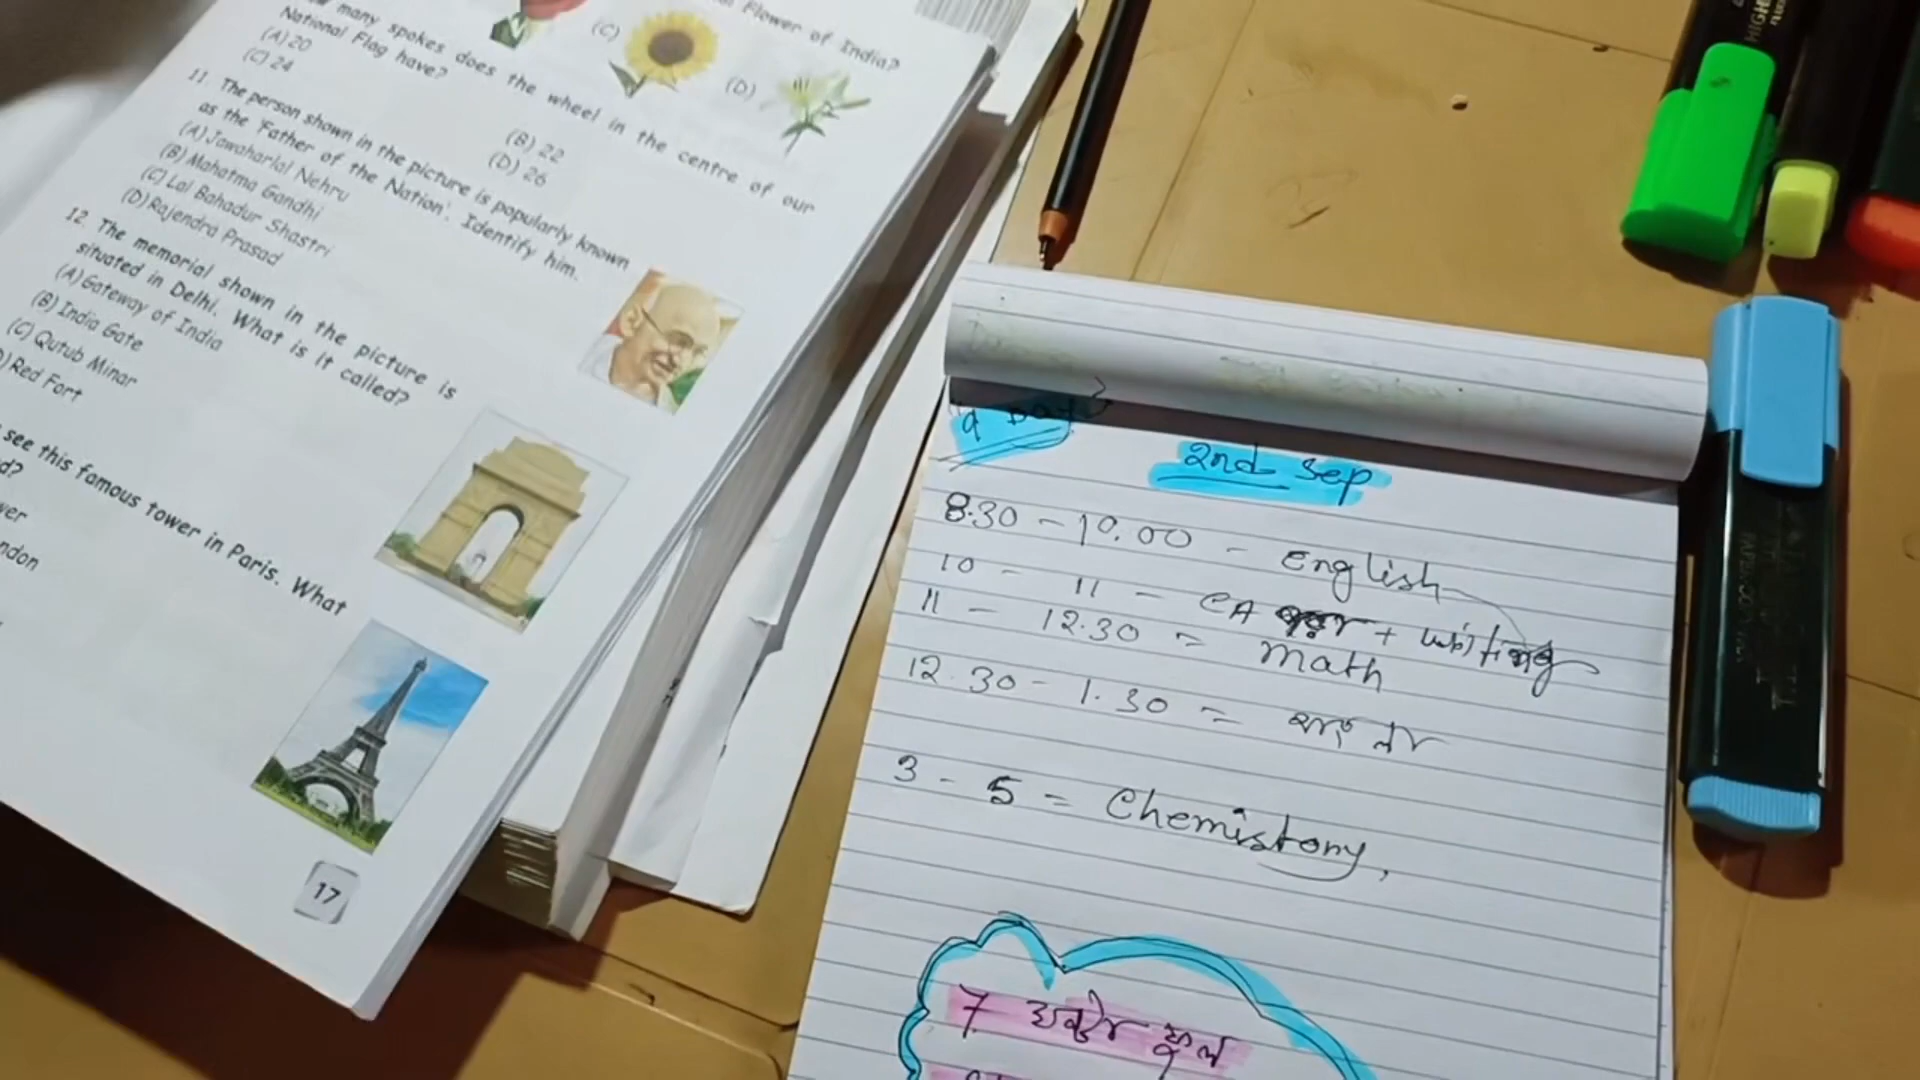 Flower of India?
(C)
(D)
many spokes does the wheel in the centre of our
National Flag have?
(A) 20
(B) 22
(C) 24
(D) 26
11. The person shown in the picture is popularly known
as the 'Father of the Nation'. Identify him.
(A) Jawaharlal Nehru
(B) Mahatma Gandhi
(C) Lal Bahadur Shastri
(D) Rajendra Prasad
12. The memorial shown in the picture is
situated in Delhi. What is it called?
(A) Gateway of India
(B) India Gate
(C) Qutub Minar
) Red Fort
see this famous tower in Paris. What
d?
wer
ndon
17
2nd Sep
8.30 - 10.00 - English
10 - 11 - CA +
11 - 12.30 = Math
12.30 - 1.30 =
3 - 5 = Chemistory,
7